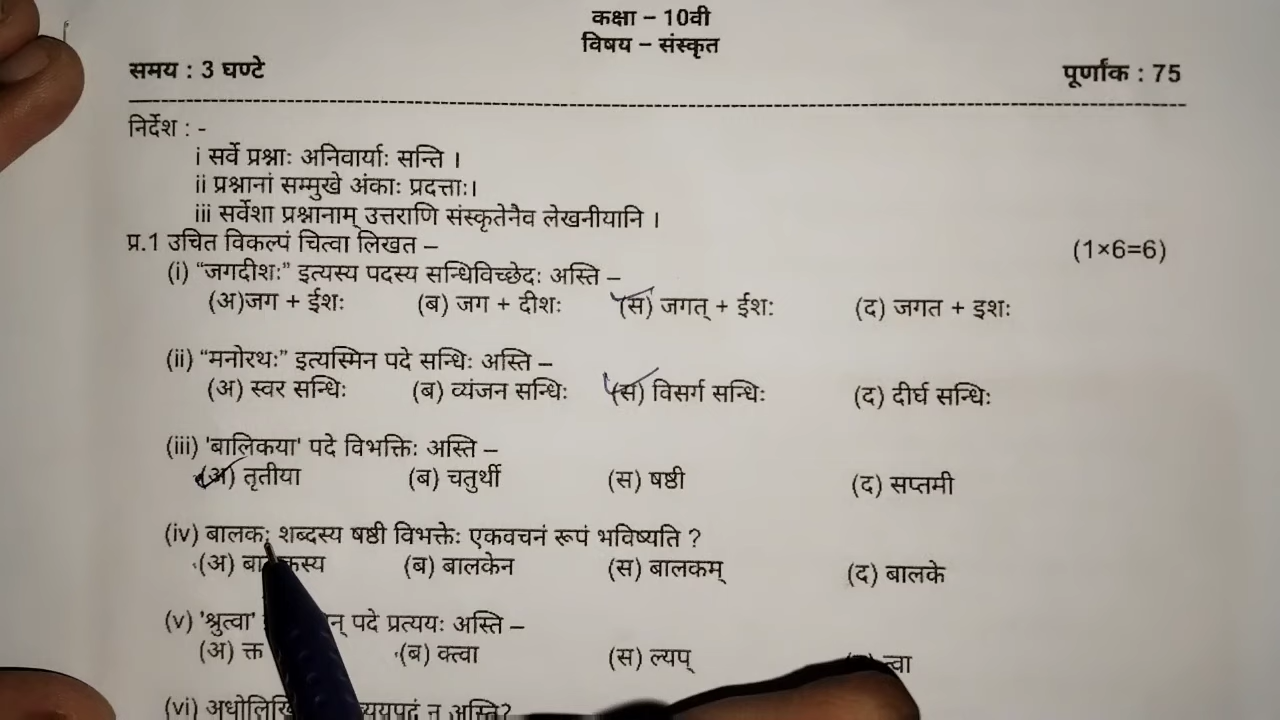 कक्षा – 10वी
विषय – संस्कृत
समय : 3 घण्टे पूर्णांक : 75
निर्देश : -
i सर्वे प्रश्नाः अनिवार्याः सन्ति ।
ii प्रश्नानां सम्मुखे अंकाः प्रदत्ताः।
iii सर्वेशा प्रश्नानाम् उत्तराणि संस्कृतेनैव लेखनीयानि ।
प्र.1 उचित विकल्पं चित्वा लिखत – (1×6=6)
(i) “जगदीशः” इत्यस्य पदस्य सन्धिविच्छेदः अस्ति –
(अ)जग + ईशः (ब) जग + दीशः (स) जगत् + ईशः (द) जगत + इशः
(ii) “मनोरथः” इत्यस्मिन पदे सन्धिः अस्ति –
(अ) स्वर सन्धिः (ब) व्यंजन सन्धिः (स) विसर्ग सन्धिः (द) दीर्घ सन्धिः
(iii) 'बालिकया' पदे विभक्तिः अस्ति –
(अ) तृतीया (ब) चतुर्थी (स) षष्ठी (द) सप्तमी
(iv) बालकः शब्दस्य षष्ठी विभक्तेः एकवचनं रूपं भविष्यति ?
(अ) (ब) बालकेन (स) बालकम् (द) बालके
(v) 'श्रुत्वा' पदे प्रत्ययः अस्ति –
(अ) क्त (ब) क्त्वा (स) ल्यप्
(vi) न अस्ति?